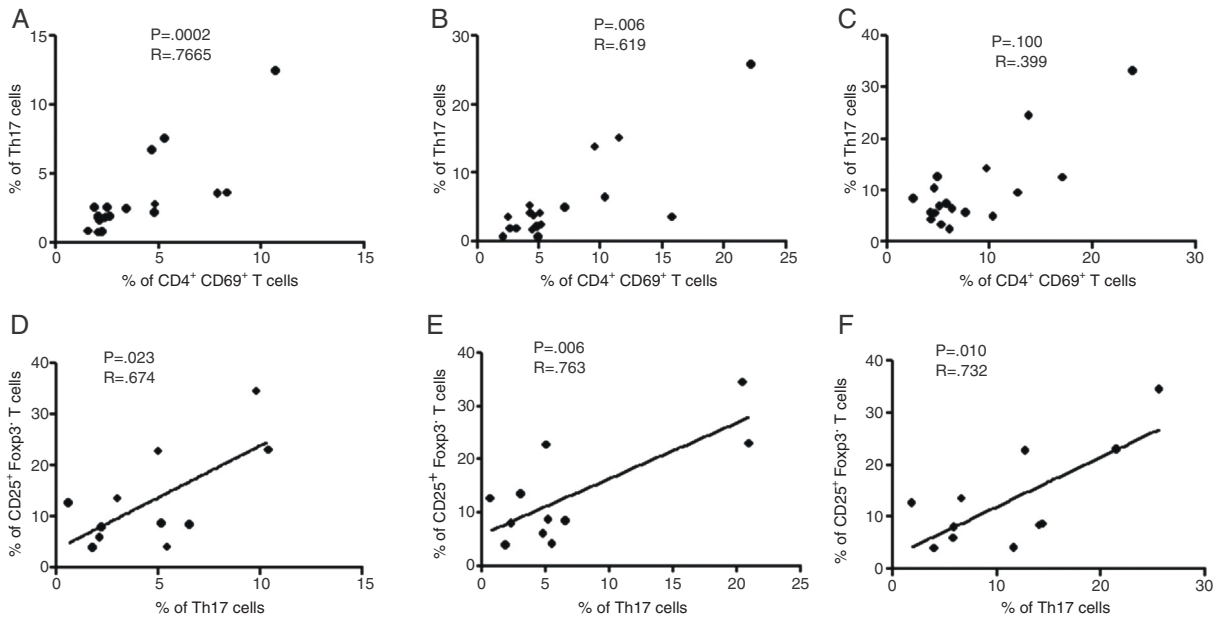 A
P=.0002
R=.7665
% of Th17 cells
15
10
5
0
0 5 10 15
% of CD4+ CD69+ T cells
B
P=.006
R=.619
% of Th17 cells
30
20
10
0
0 5 10 15 20 25
% of CD4+ CD69+ T cells
C
P=.100
R=.399
% of Th17 cells
40
30
20
10
0
0 10 20 30
% of CD4+ CD69+ T cells
D
P=.023
R=.674
% of CD25+ Foxp3- T cells
40
30
20
10
0
0 5 10 15
% of Th17 cells
E
P=.006
R=.763
% of CD25+ Foxp3- T cells
40
30
20
10
0
0 5 10 15 20 25
% of Th17 cells
F
P=.010
R=.732
% of CD25+ Foxp3- T cells
40
30
20
10
0
0 10 20 30
% of Th17 cells